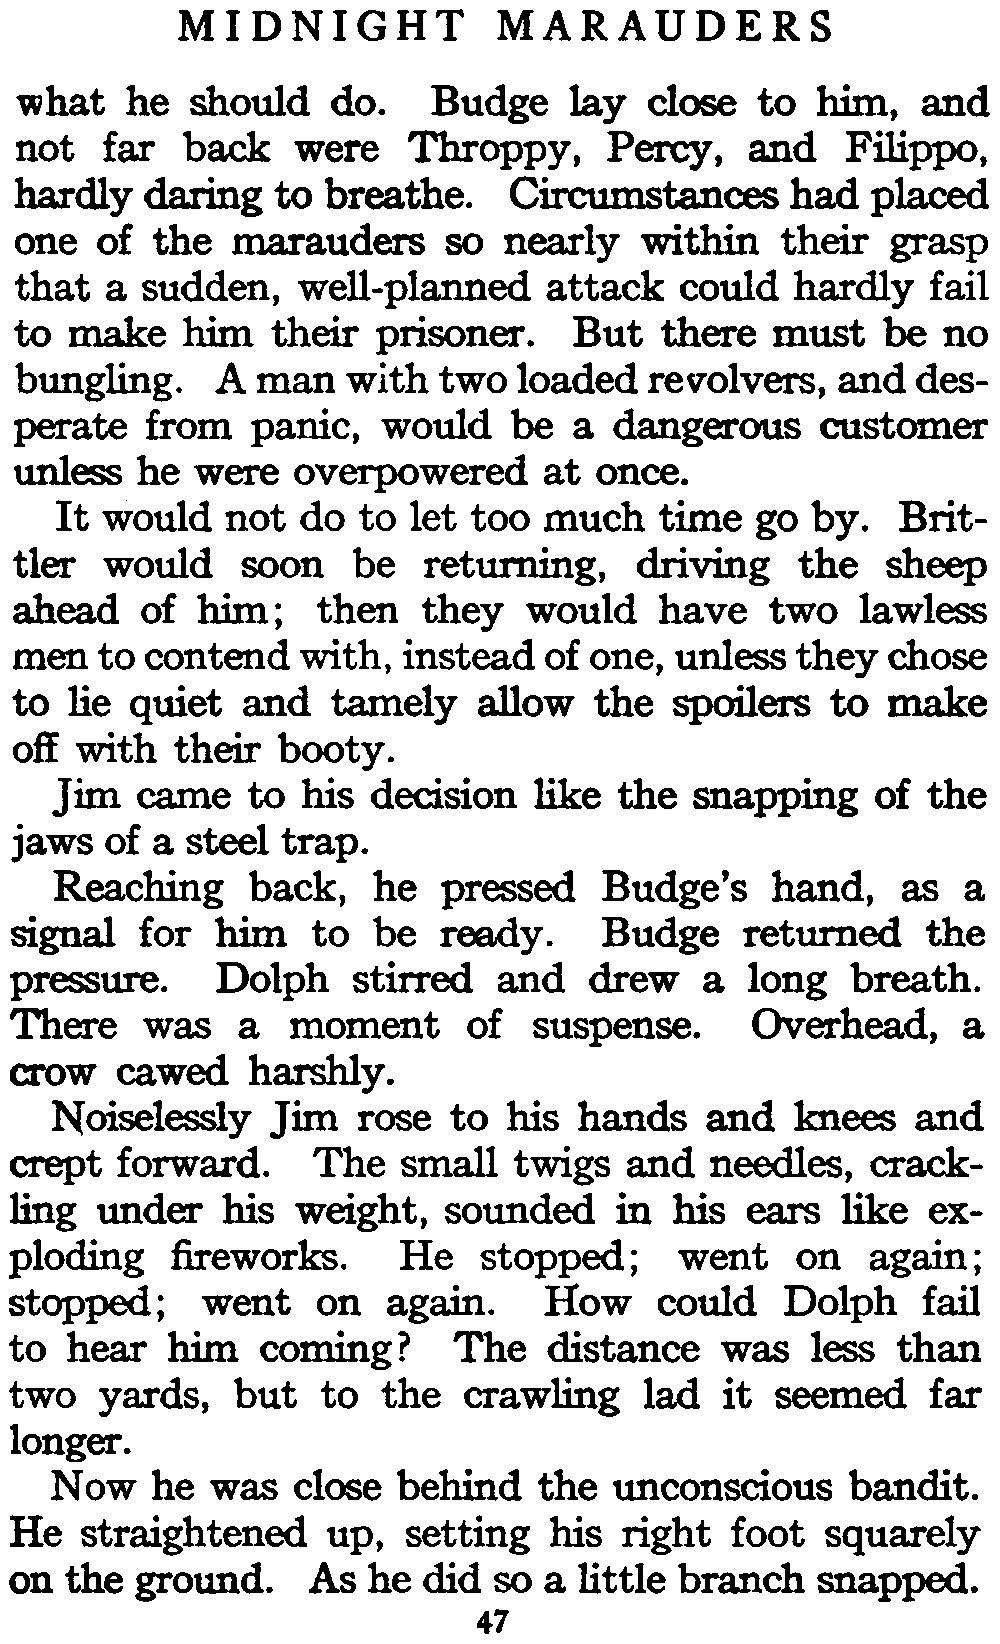 MIDNIGHT MARAUDERS
what he should do. Budge lay close to him, and
not far back were Throppy, Percy, and Filippo,
hardly daring to breathe. Circumstances had placed
one of the marauders so nearly within their grasp
that a sudden, well-planned attack could hardly fail
to make him their prisoner. But there must be no
bungling. A man with two loaded revolvers, and des-
perate from panic, would be a dangerous customer
unless he were overpowered at once.
It would not do to let too much time go by. Brit-
tler would soon be returning, driving the sheep
ahead of him; then they would have two lawless
men to contend with, instead of one, unless they chose
to lie quiet and tamely allow the spoilers to make
off with their booty.
Jim came to his decision like the snapping of the
jaws of a steel trap.
Reaching back, he pressed Budge's hand, as a
signal for him to be ready. Budge returned the
pressure. Dolph stirred and drew a long breath.
There was a moment of suspense. Overhead, a
crow cawed harshly.
Noiselessly Jim rose to his hands and knees and
crept forward. The small twigs and needles, crack-
ling under his weight, sounded in his ears like ex-
ploding fireworks. He stopped; went on again;
stopped; went on again. How could Dolph fail
to hear him coming? The distance was less than
two yards, but to the crawling lad it seemed far
longer.
Now he was close behind the unconscious bandit.
He straightened up, setting his right foot squarely
on the ground. As he did so a little branch snapped.
47